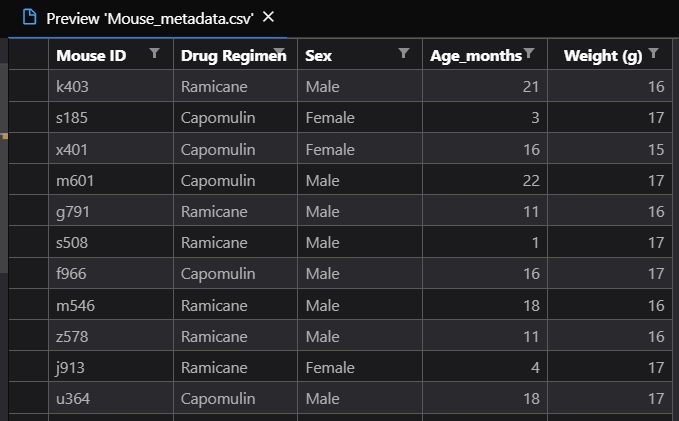 Preview 'Mouse_metadata.csv' ×
Mouse ID Drug Regimen Sex Age_months Weight (g)
k403 Ramicane Male 21 16
s185 Capomulin Female 3 17
x401 Capomulin Female 16 15
m601 Capomulin Male 22 17
g791 Ramicane Male 11 16
s508 Ramicane Male 1 17
f966 Capomulin Male 16 17
m546 Ramicane Male 18 16
z578 Ramicane Male 11 16
j913 Ramicane Female 4 17
u364 Capomulin Male 18 17